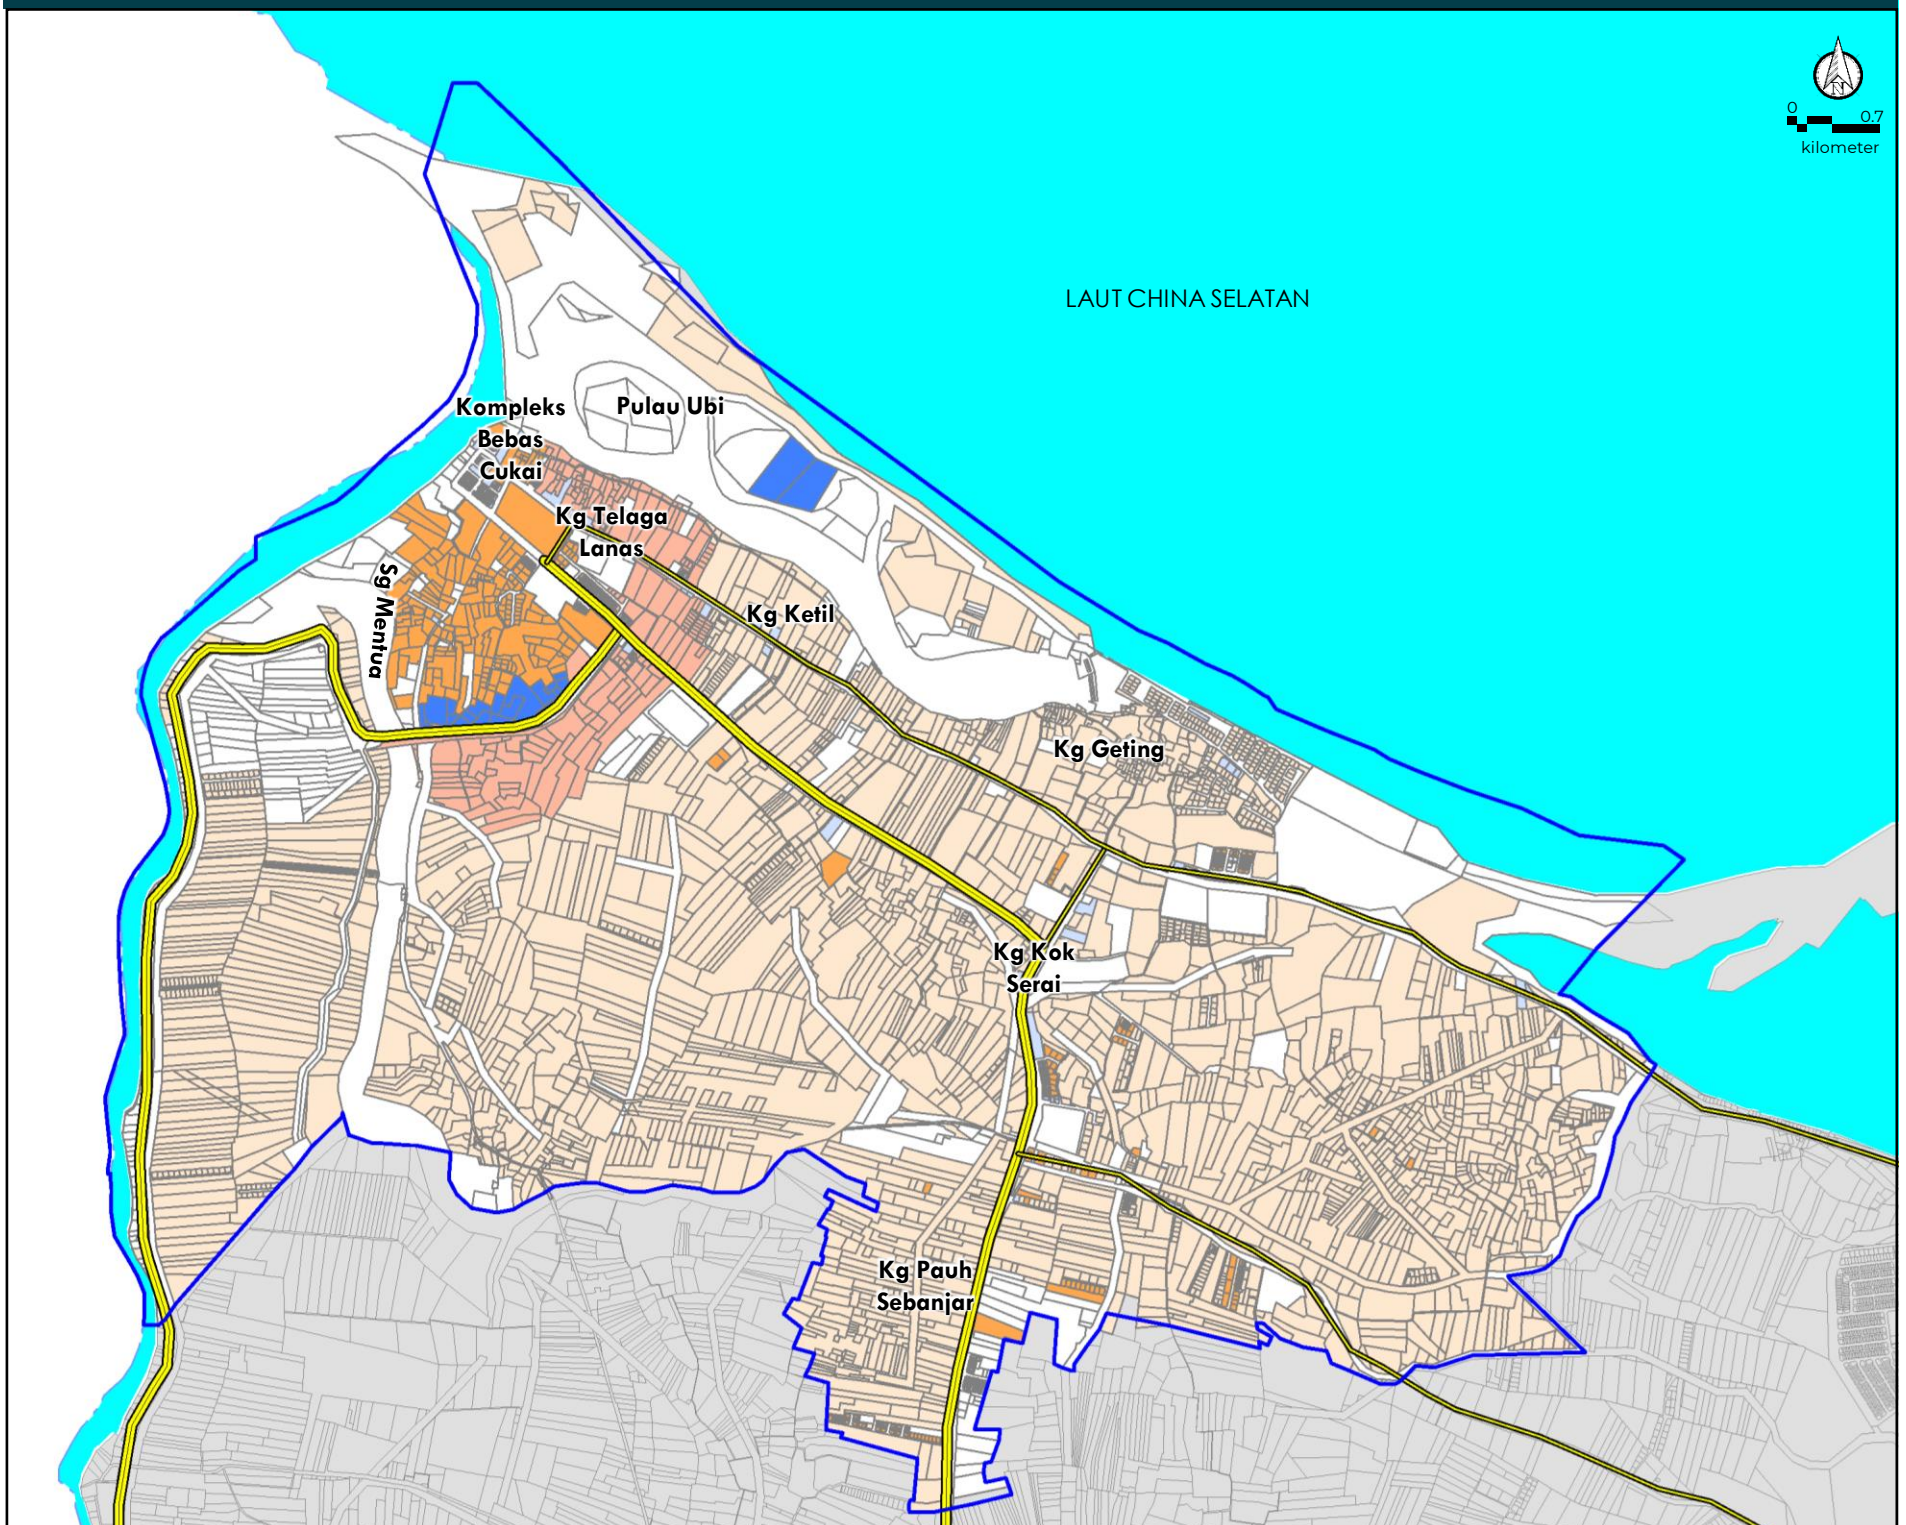 N
0 0.7
kilometer
LAUT CHINA SELATAN
Kompleks
Bebas
Cukai
Pulau Ubi
Kg Telaga
Lanas
Sg Mentua
Kg Ketil
Kg Geting
Kg Kok
Serai
Kg Pauh
Sebanjar